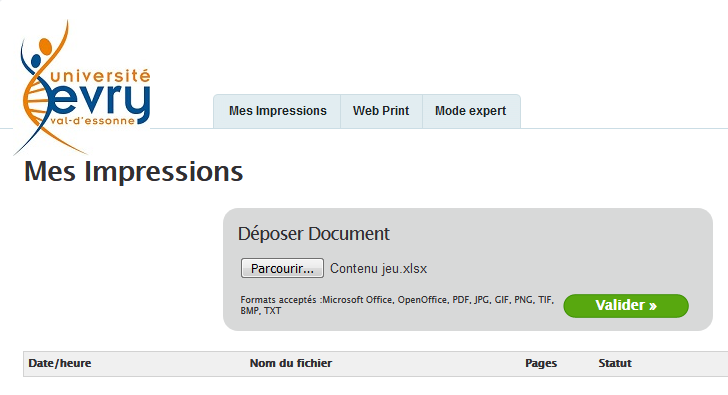 université
evry
val-d'essonne
Mes Impressions
Web Print
Mode expert
Mes Impressions
Déposer Document
Parcourir... Contenu jeu.xlsx
Formats acceptés :Microsoft Office, OpenOffice, PDF, JPG, GIF, PNG, TIF,
BMP, TXT
Valider »
Date/heure Nom du fichier Pages Statut